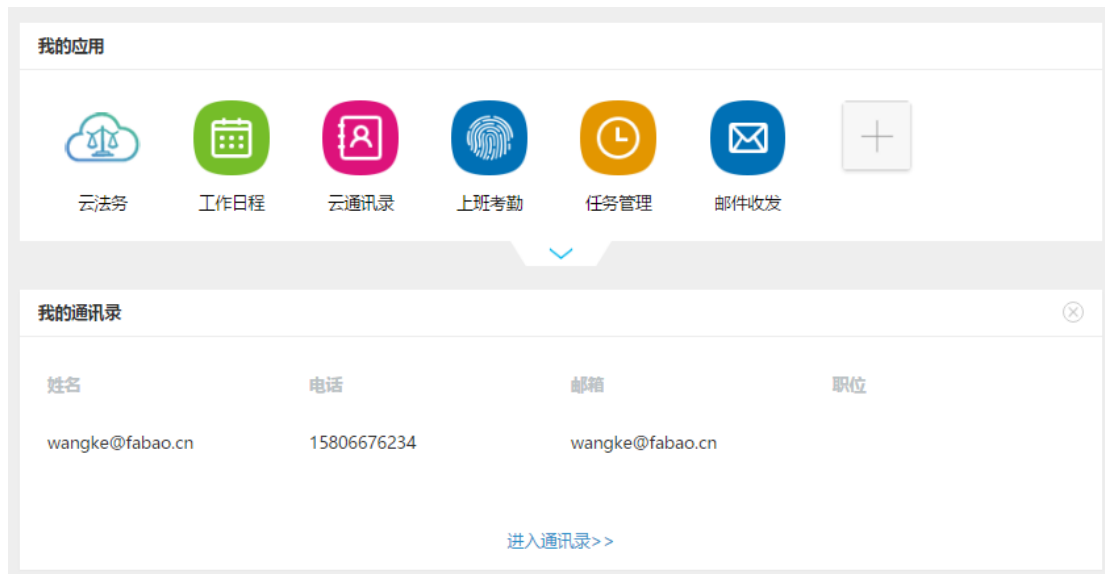 我的应用
云法务 工作日程 云通讯录 上班考勤 任务管理 邮件收发
我的通讯录
姓名 电话 邮箱 职位
wangke@fabao.cn 15806676234 wangke@fabao.cn
进入通讯录>>